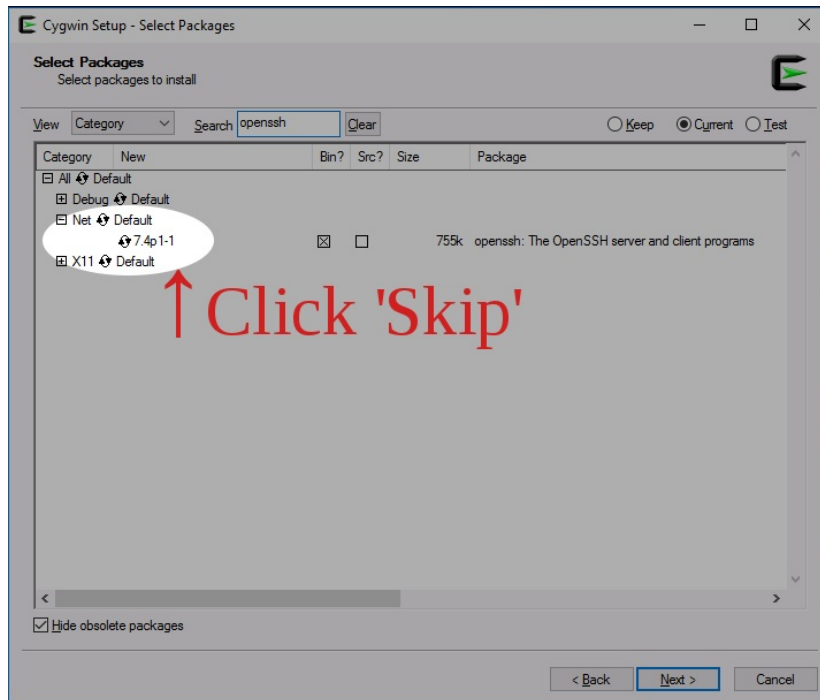 Cygwin Setup - Select Packages
Select Packages
Select packages to install
View Category Search openssh Clear Keep Current Test
Category New Bin? Src? Size Package
All Default
Debug Default
Net Default
7.4p1-1 755k openssh: The OpenSSH server and client programs
X11 Default
Click 'Skip'
Hide obsolete packages
< Back Next > Cancel